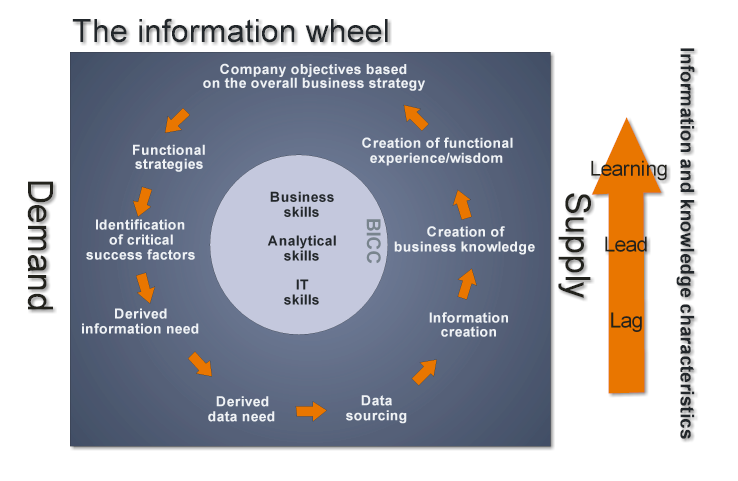 The information wheel
Company objectives based
on the overall business strategy
Functional
strategies
Identification
of critical
success factors
Derived
information need
Derived
data need
Data
sourcing
Information
creation
Creation of
business knowledge
Creation of functional
experience/wisdom
Business
skills
Analytical
skills
IT
skills
BICC
Demand
Supply
Learning
Lead
Lag
Information and knowledge characteristics